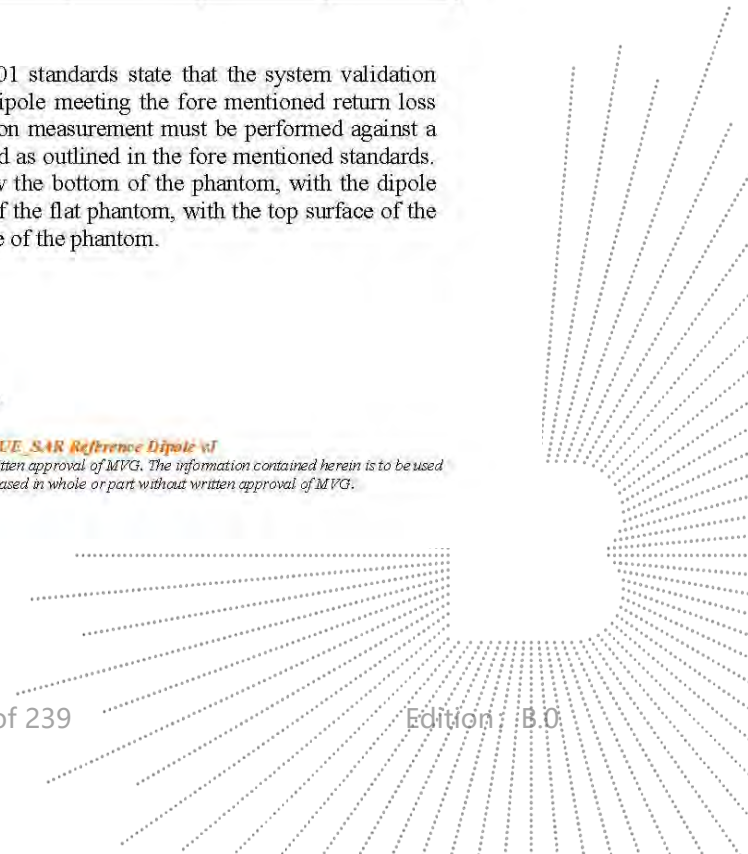 01 standards state that the system validation
ipole meeting the fore mentioned return loss
on measurement must be performed against a
d as outlined in the fore mentioned standards.
v the bottom of the phantom, with the dipole
f the flat phantom, with the top surface of the
e of the phantom.
UE_SAR Reference Dipole vJ
tten approval of MVG. The information contained herein is to be used
ased in whole or part without written approval of MVG.
of 239 Edition: B.0